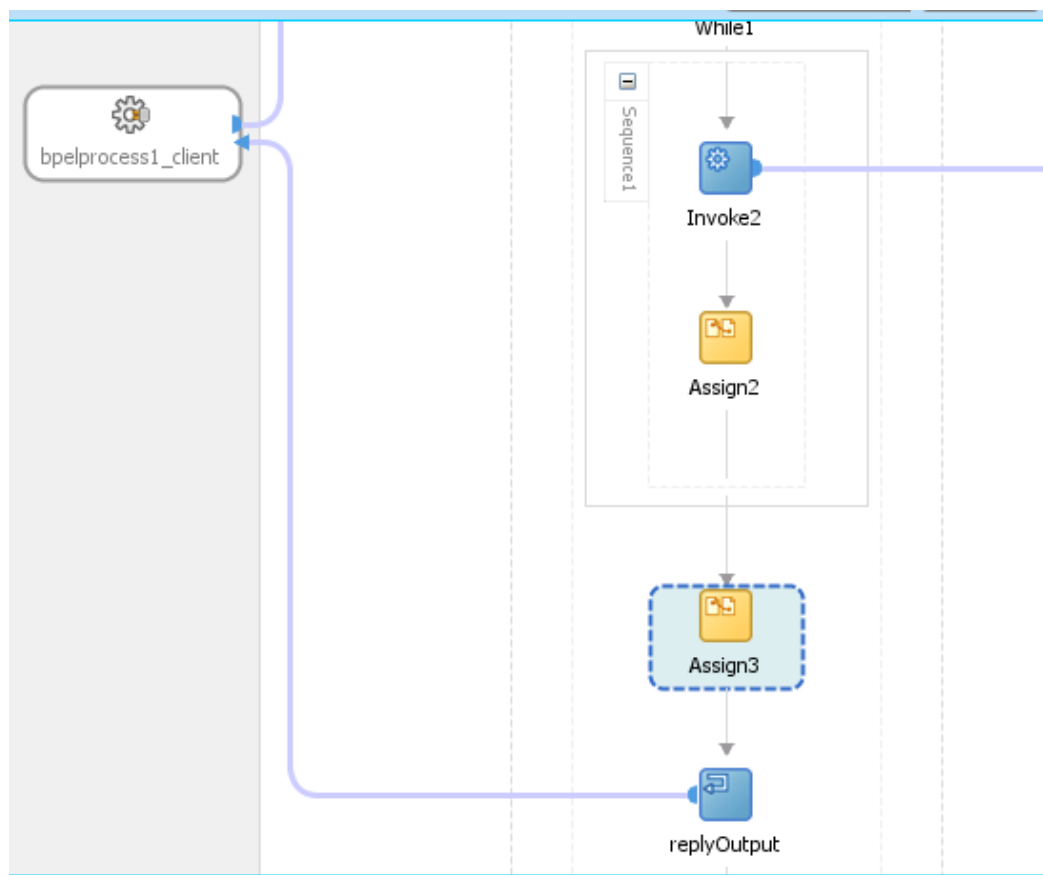 While1
bpelprocess1_client
Sequence1
Invoke2
Assign2
Assign3
replyOutput